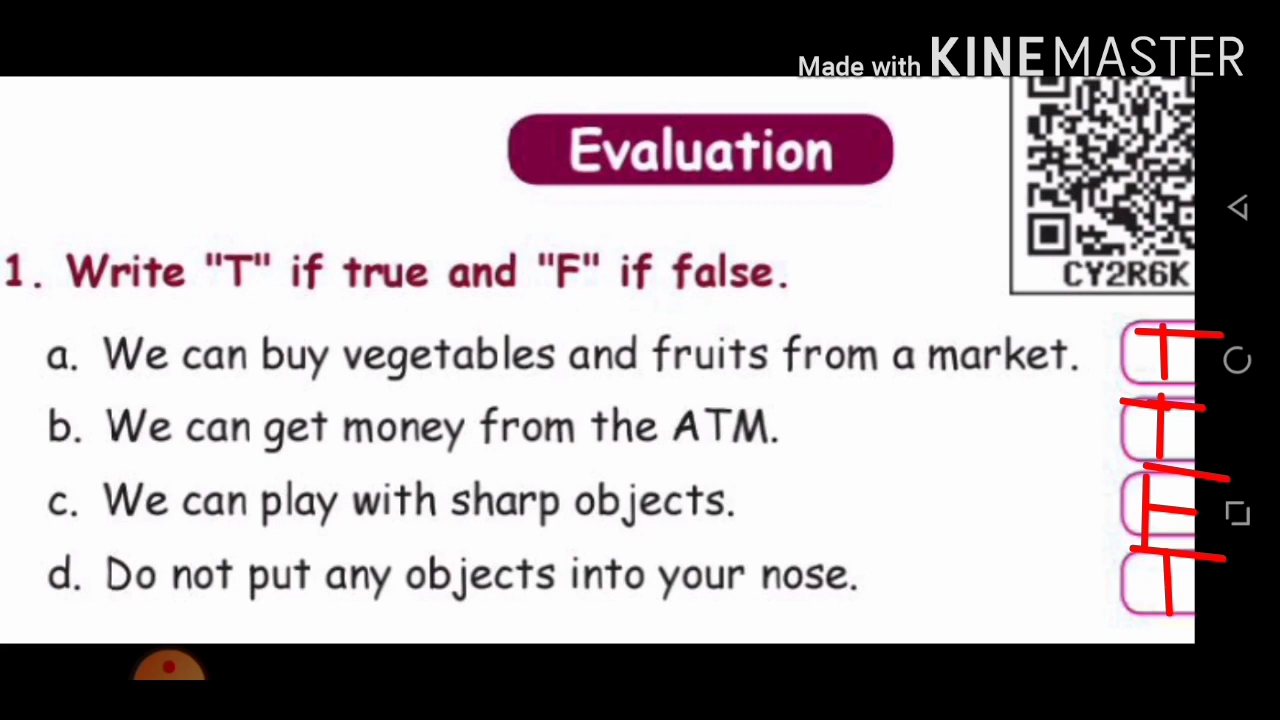 Made with KINEMASTER
Evaluation
CY2R6K
1. Write "T" if true and "F" if false.
a. We can buy vegetables and fruits from a market. T
b. We can get money from the ATM. T
c. We can play with sharp objects. F
d. Do not put any objects into your nose. T